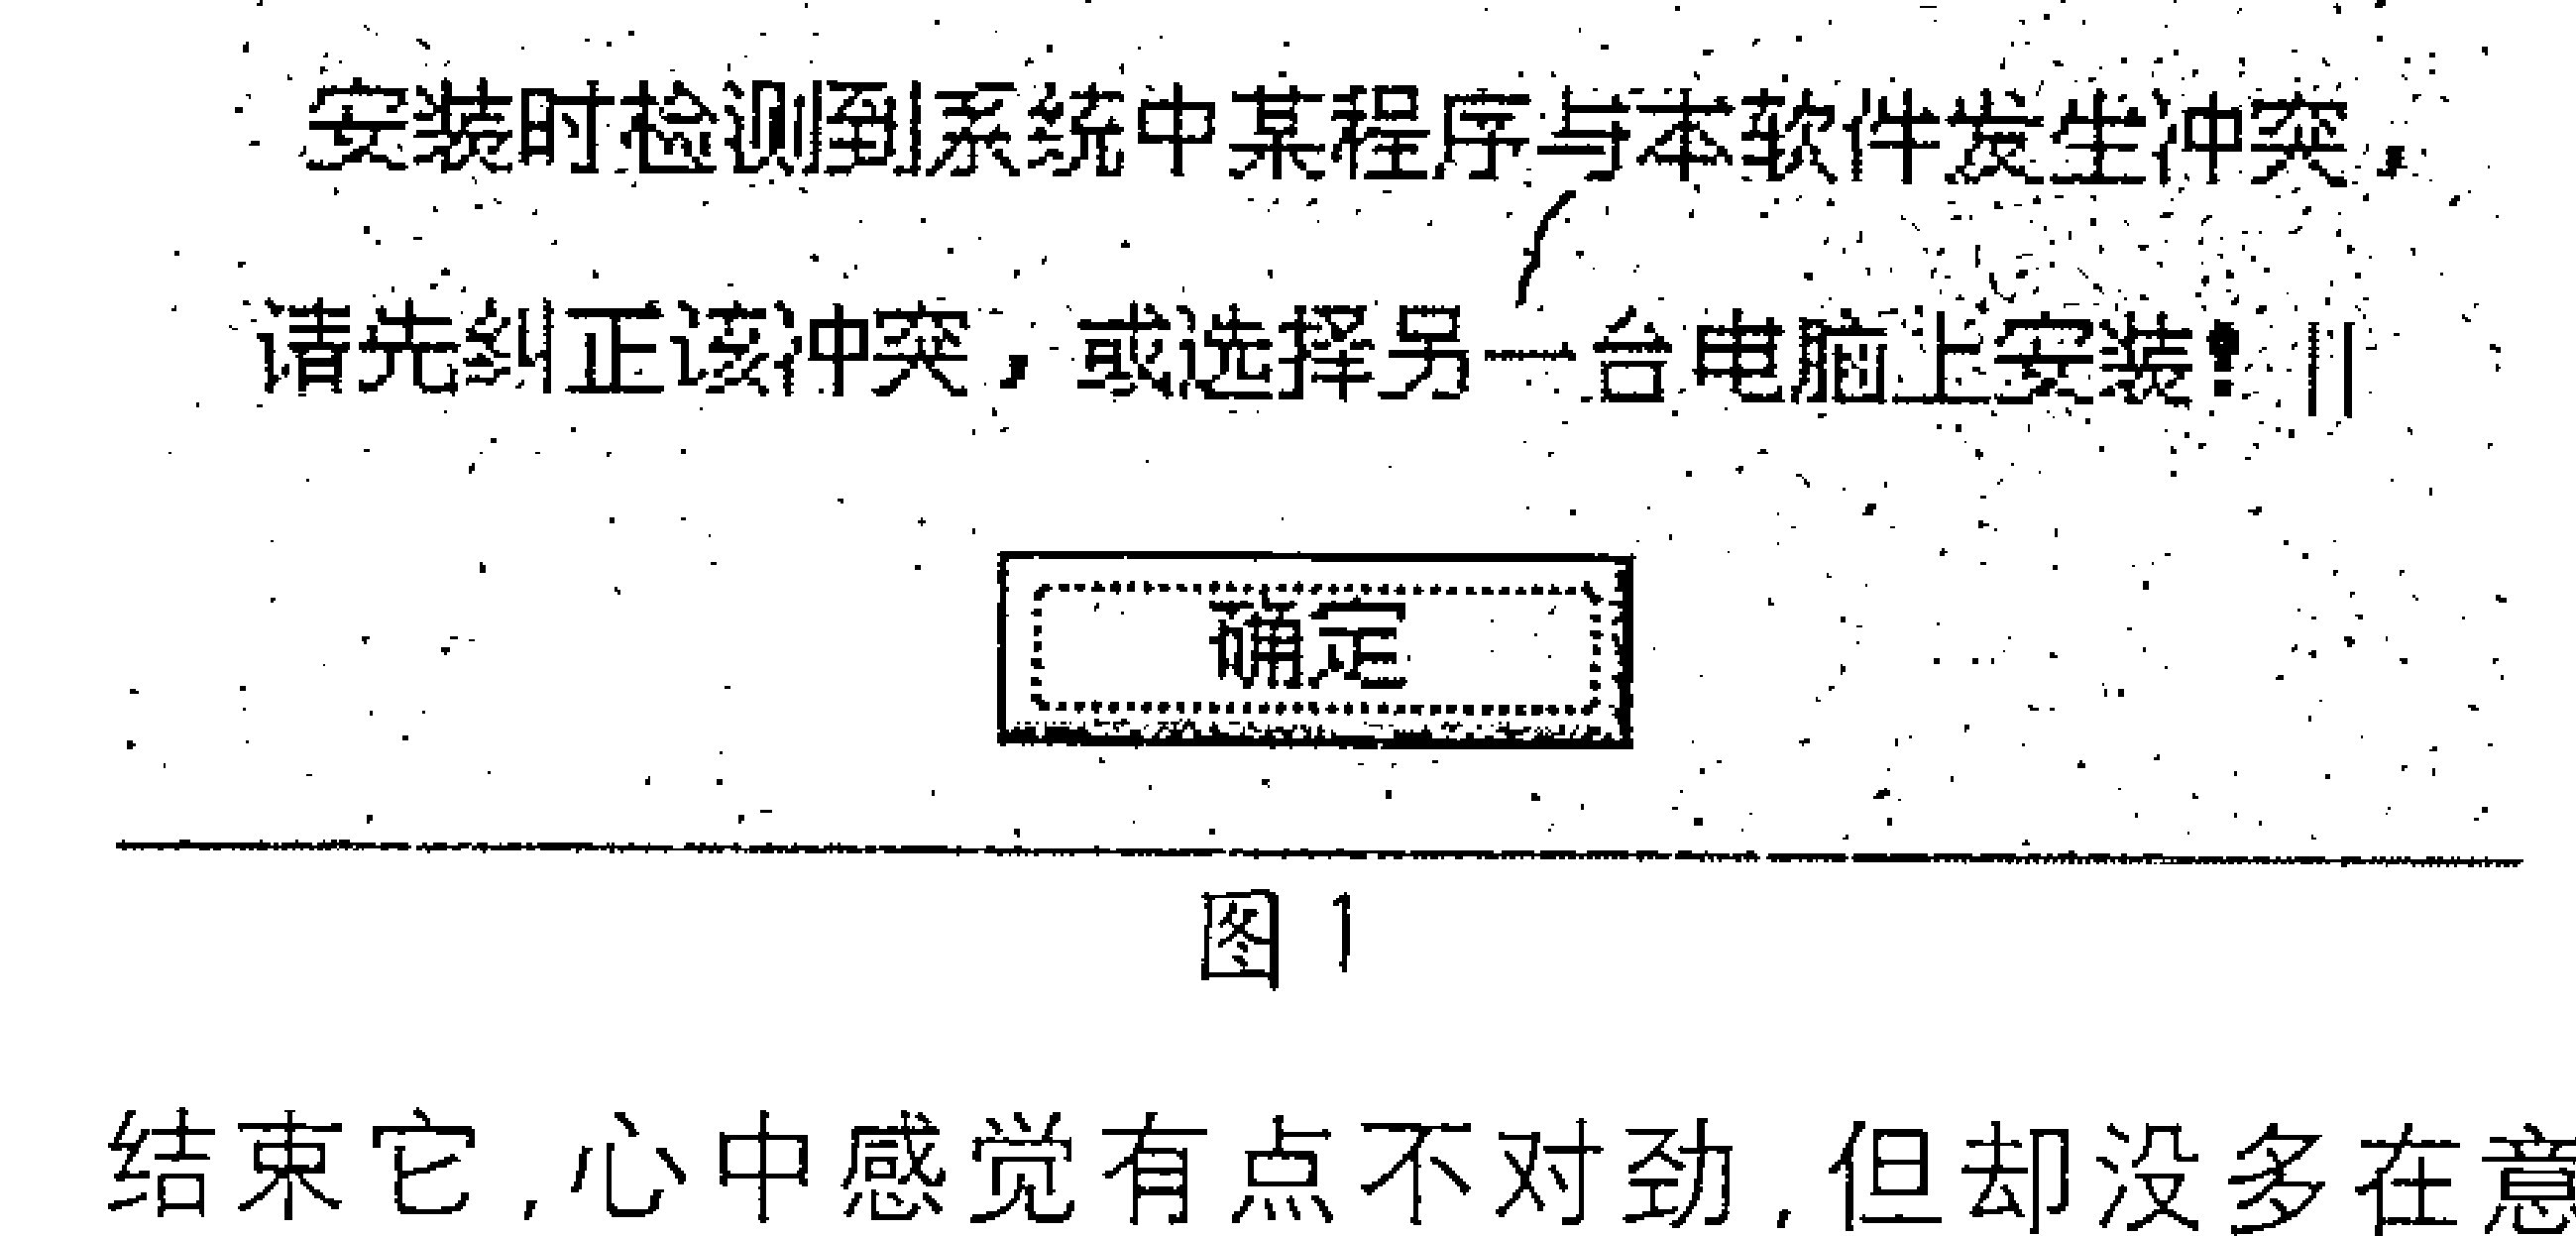 安装时检测到系统中某程序与本软件发生冲突，
请先纠正该冲突，或选择另一台电脑上安装！||
确定
图 1
结束它，心中感觉有点不对劲，但却没多在意